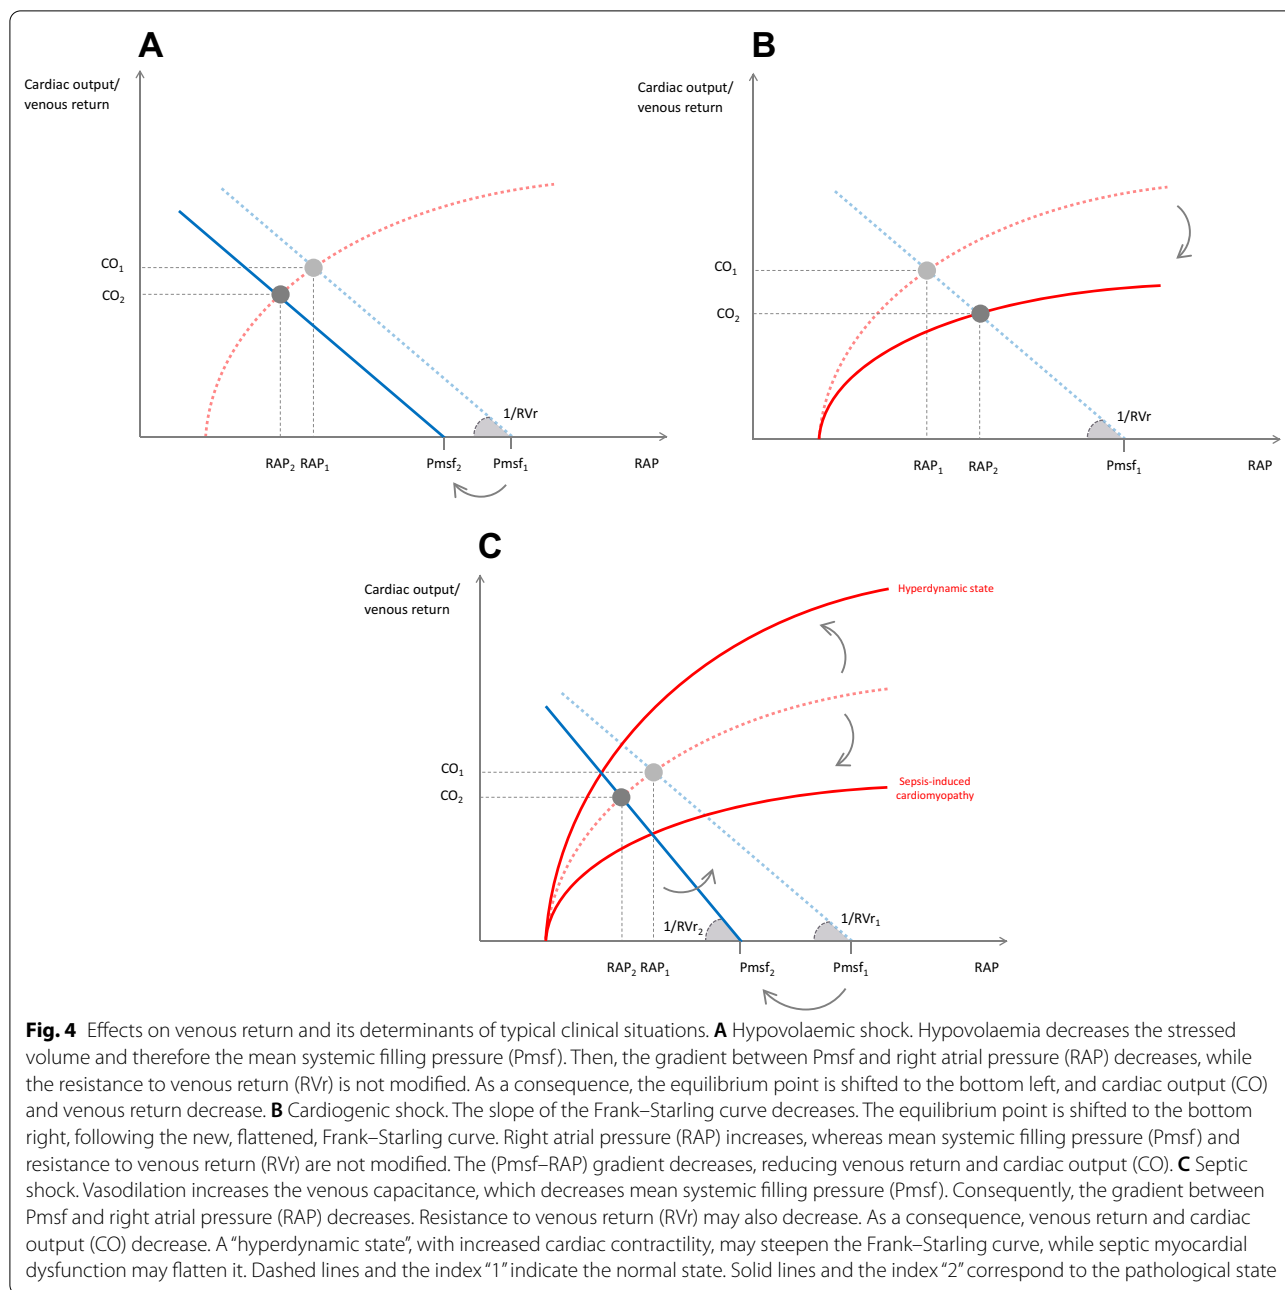 A
Cardiac output/
venous return
CO1
CO2
1/RVr
RAP2 RAP1
Pmsf2
Pmsf1
RAP
B
Cardiac output/
venous return
CO1
CO2
1/RVr
RAP1
RAP2
Pmsf1
RAP
C
Cardiac output/
venous return
Hyperdynamic state
CO1
CO2
Sepsis-induced
cardiomyopathy
1/RVr2
1/RVr1
RAP2 RAP1
Pmsf2
Pmsf1
RAP
Fig. 4 Effects on venous return and its determinants of typical clinical situations. A Hypovolaemic shock. Hypovolaemia decreases the stressed
volume and therefore the mean systemic filling pressure (Pmsf). Then, the gradient between Pmsf and right atrial pressure (RAP) decreases, while
the resistance to venous return (RVr) is not modified. As a consequence, the equilibrium point is shifted to the bottom left, and cardiac output (CO)
and venous return decrease. B Cardiogenic shock. The slope of the Frank–Starling curve decreases. The equilibrium point is shifted to the bottom
right, following the new, flattened, Frank–Starling curve. Right atrial pressure (RAP) increases, whereas mean systemic filling pressure (Pmsf) and
resistance to venous return (RVr) are not modified. The (Pmsf–RAP) gradient decreases, reducing venous return and cardiac output (CO). C Septic
shock. Vasodilation increases the venous capacitance, which decreases mean systemic filling pressure (Pmsf). Consequently, the gradient between
Pmsf and right atrial pressure (RAP) decreases. Resistance to venous return (RVr) may also decrease. As a consequence, venous return and cardiac
output (CO) decrease. A “hyperdynamic state”, with increased cardiac contractility, may steepen the Frank–Starling curve, while septic myocardial
dysfunction may flatten it. Dashed lines and the index “1” indicate the normal state. Solid lines and the index “2” correspond to the pathological state